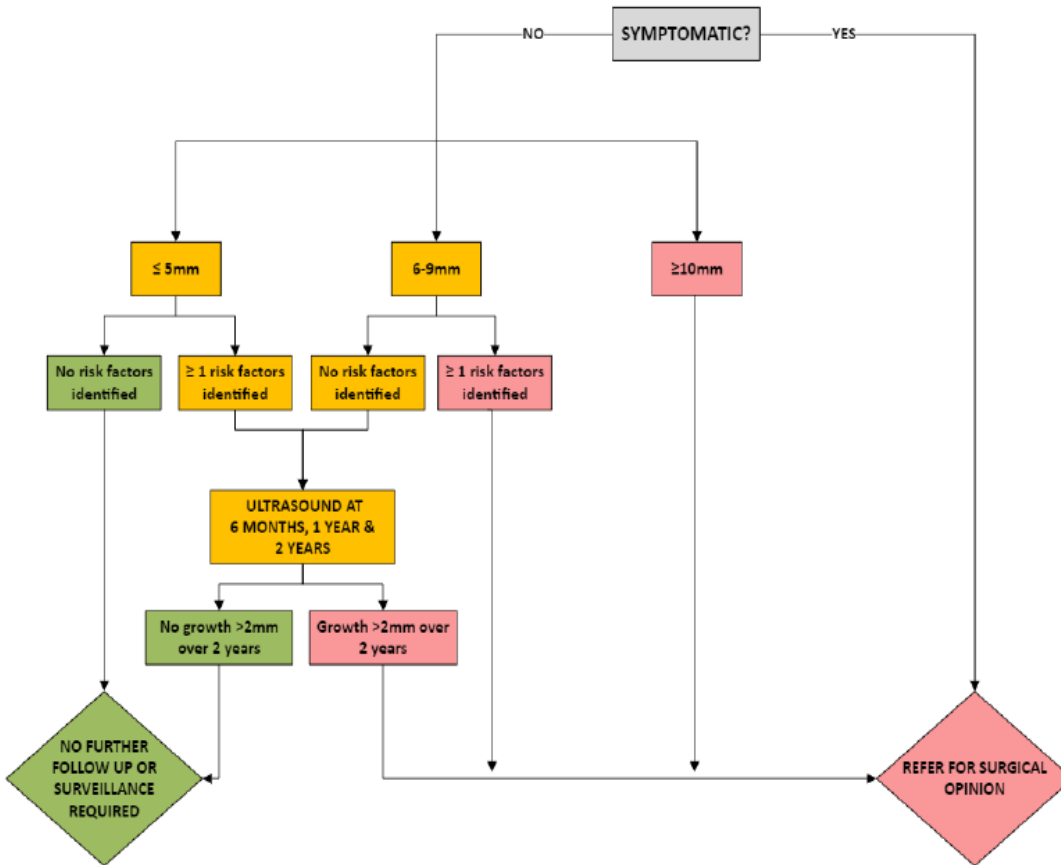 SYMPTOMATIC?
NO
YES
≤ 5mm
6-9mm
≥10mm
No risk factors
identified
≥ 1 risk factors
identified
No risk factors
identified
≥ 1 risk factors
identified
ULTRASOUND AT
6 MONTHS, 1 YEAR &
2 YEARS
No growth >2mm
over 2 years
Growth >2mm over
2 years
NO FURTHER
FOLLOW UP OR
SURVEILLANCE
REQUIRED
REFER FOR SURGICAL
OPINION